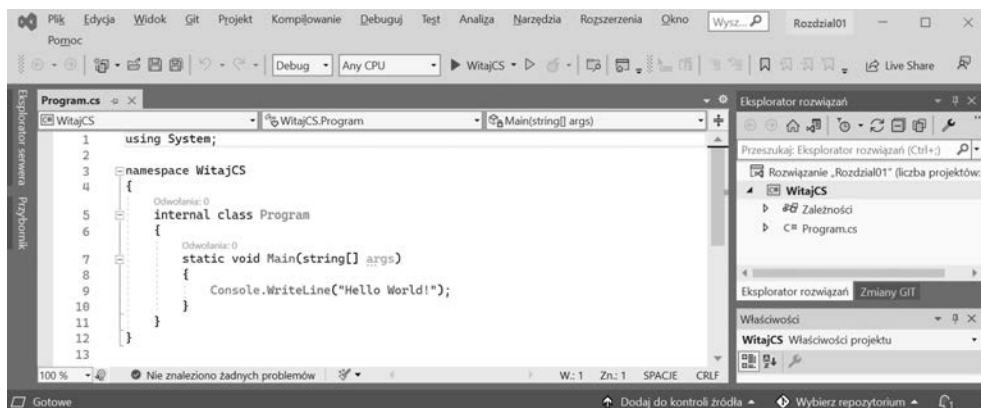 Plik Edycja Widok Git Projekt Kompilowanie Debuguj Test Analiza Narzędzia Rozszerzenia Okno Wysz... Rozdzial01
Pomoc
Debug Any CPU WitajCS Live Share
Eksplorator serwera Przybornik
Program.cs
WitajCS WitajCS.Program Main(string[] args)
1 using System;
2
3 namespace WitajCS
4 {
Odwołania: 0
5 internal class Program
6 {
Odwołania: 0
7 static void Main(string[] args)
8 {
9 Console.WriteLine("Hello World!");
10 }
11 }
12 }
13
100 % Nie znaleziono żadnych problemów W.: 1 Zn.: 1 SPACJE CRLF
Eksplorator rozwiązań
Przeszukaj: Eksplorator rozwiązań (Ctrl+;)
Rozwiązanie „Rozdzial01" (liczba projektów:
WitajCS
Zależności
C# Program.cs
Eksplorator rozwiązań Zmiany GIT
Właściwości
WitajCS Właściwości projektu
Gotowe Dodaj do kontroli źródła Wybierz repozytorium 1